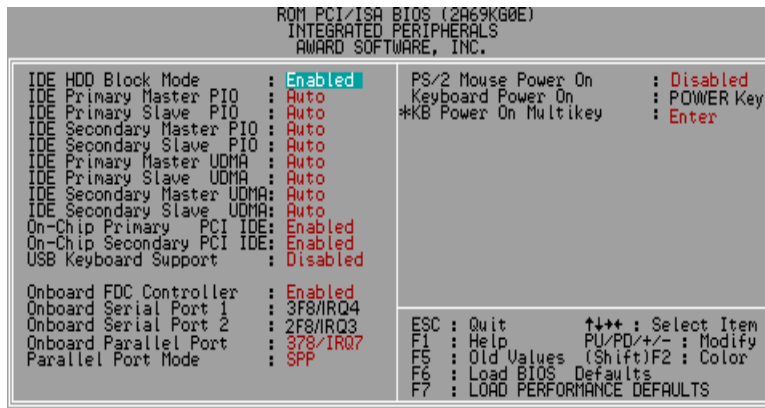 ROM PCI/ISA BIOS (2A69KG0E)
INTEGRATED PERIPHERALS
AWARD SOFTWARE, INC.
IDE HDD Block Mode : Enabled
IDE Primary Master PIO : Auto
IDE Primary Slave PIO : Auto
IDE Secondary Master PIO : Auto
IDE Secondary Slave PIO : Auto
IDE Primary Master UDMA : Auto
IDE Primary Slave UDMA : Auto
IDE Secondary Master UDMA: Auto
IDE Secondary Slave UDMA: Auto
On-Chip Primary PCI IDE: Enabled
On-Chip Secondary PCI IDE: Enabled
USB Keyboard Support : Disabled
Onboard FDC Controller : Enabled
Onboard Serial Port 1 : 3F8/IRQ4
Onboard Serial Port 2 : 2F8/IRQ3
Onboard Parallel Port : 378/IRQ7
Parallel Port Mode : SPP
PS/2 Mouse Power On : Disabled
Keyboard Power On : POWER Key
*KB Power On Multikey : Enter
ESC : Quit ↑↓→← : Select Item
F1 : Help PU/PD/+/- : Modify
F5 : Old Values (Shift)F2 : Color
F6 : Load BIOS Defaults
F7 : LOAD PERFORMANCE DEFAULTS